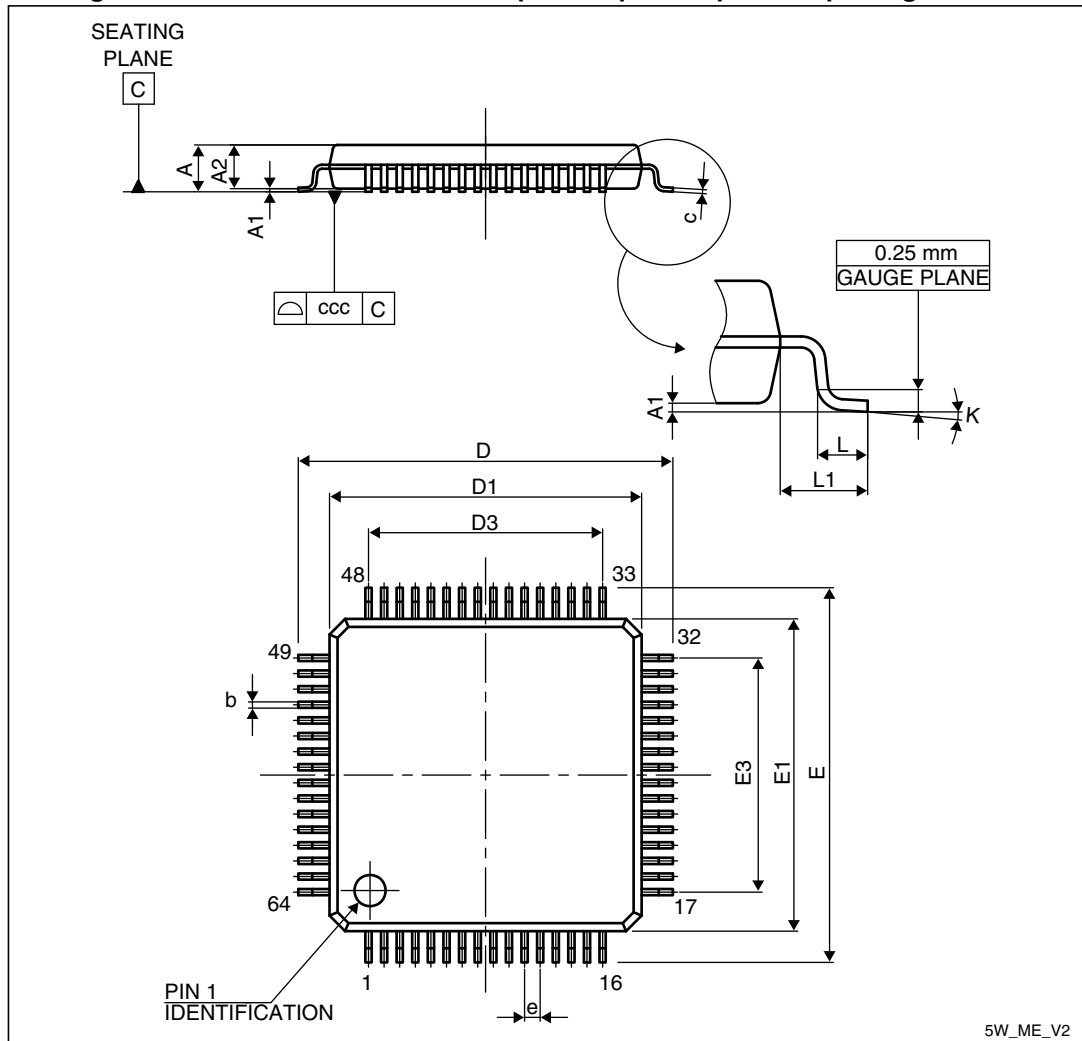 SEATING
PLANE
C
A
A2
A1
c
ccc C
0.25 mm
GAUGE PLANE
A1
K
L
L1
D
D1
D3
48
33
49
32
b
E3
E1
E
64
17
PIN 1
IDENTIFICATION
1
16
e
5W_ME_V2